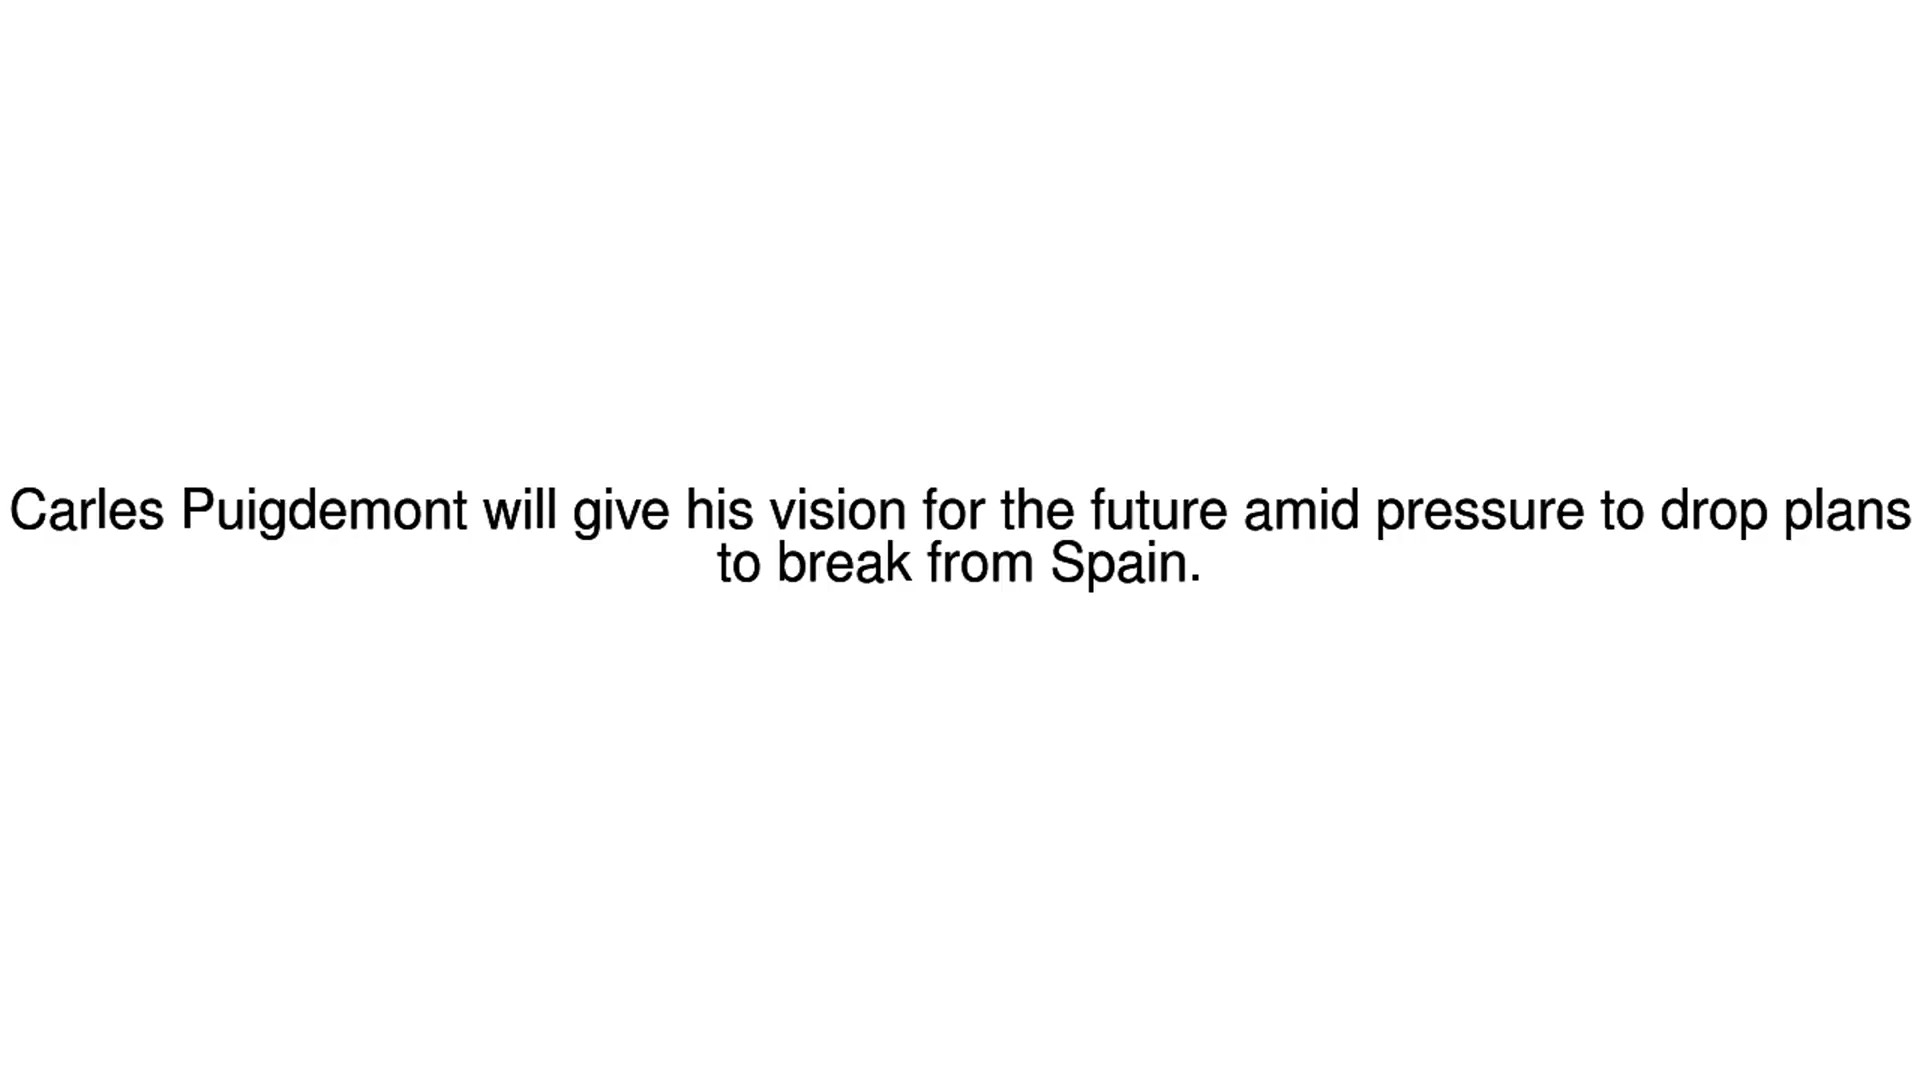 Carles Puigdemont will give his vision for the future amid pressure to drop plans
to break from Spain.